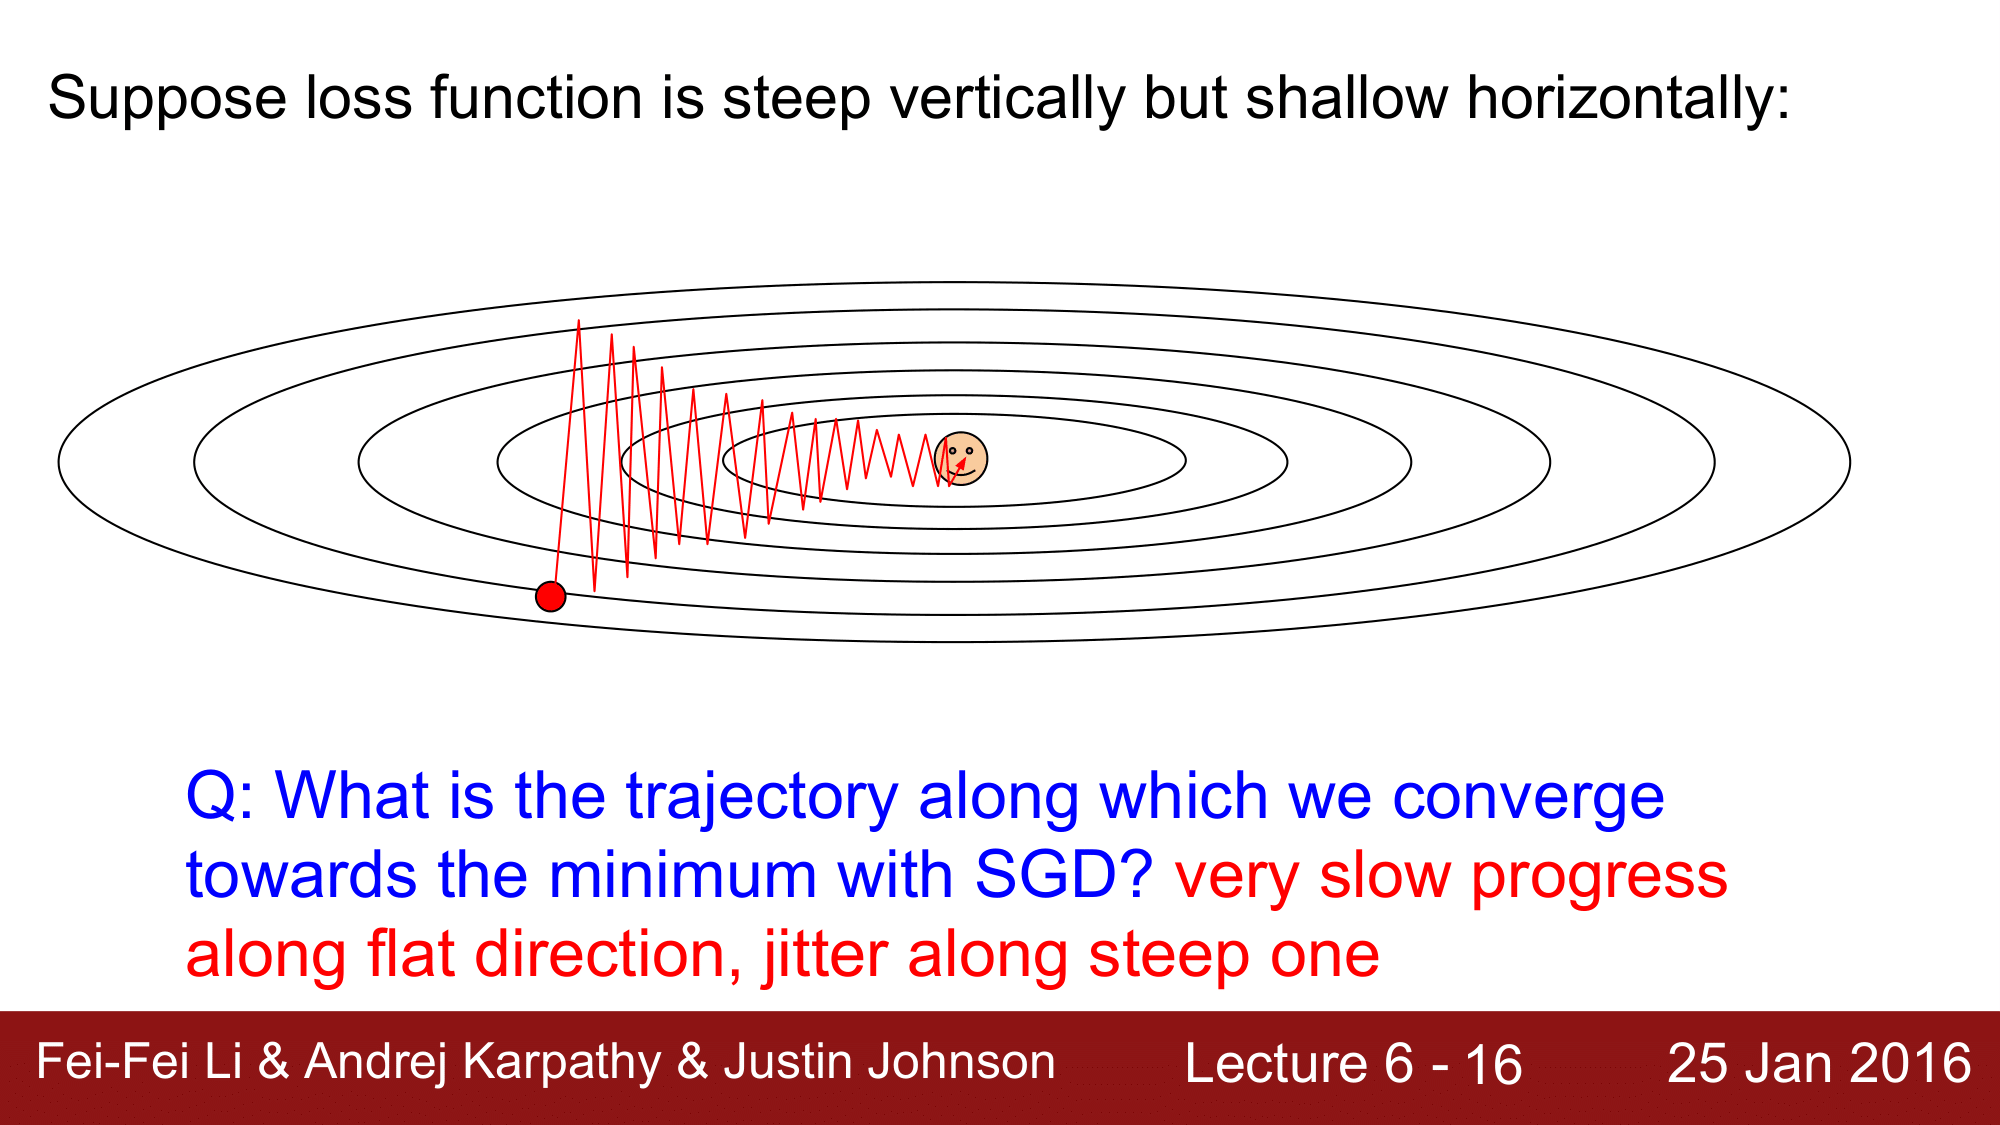 Suppose loss function is steep vertically but shallow horizontally:
Q: What is the trajectory along which we converge
towards the minimum with SGD? very slow progress
along flat direction, jitter along steep one
Fei-Fei Li & Andrej Karpathy & Justin Johnson Lecture 6 - 16 25 Jan 2016